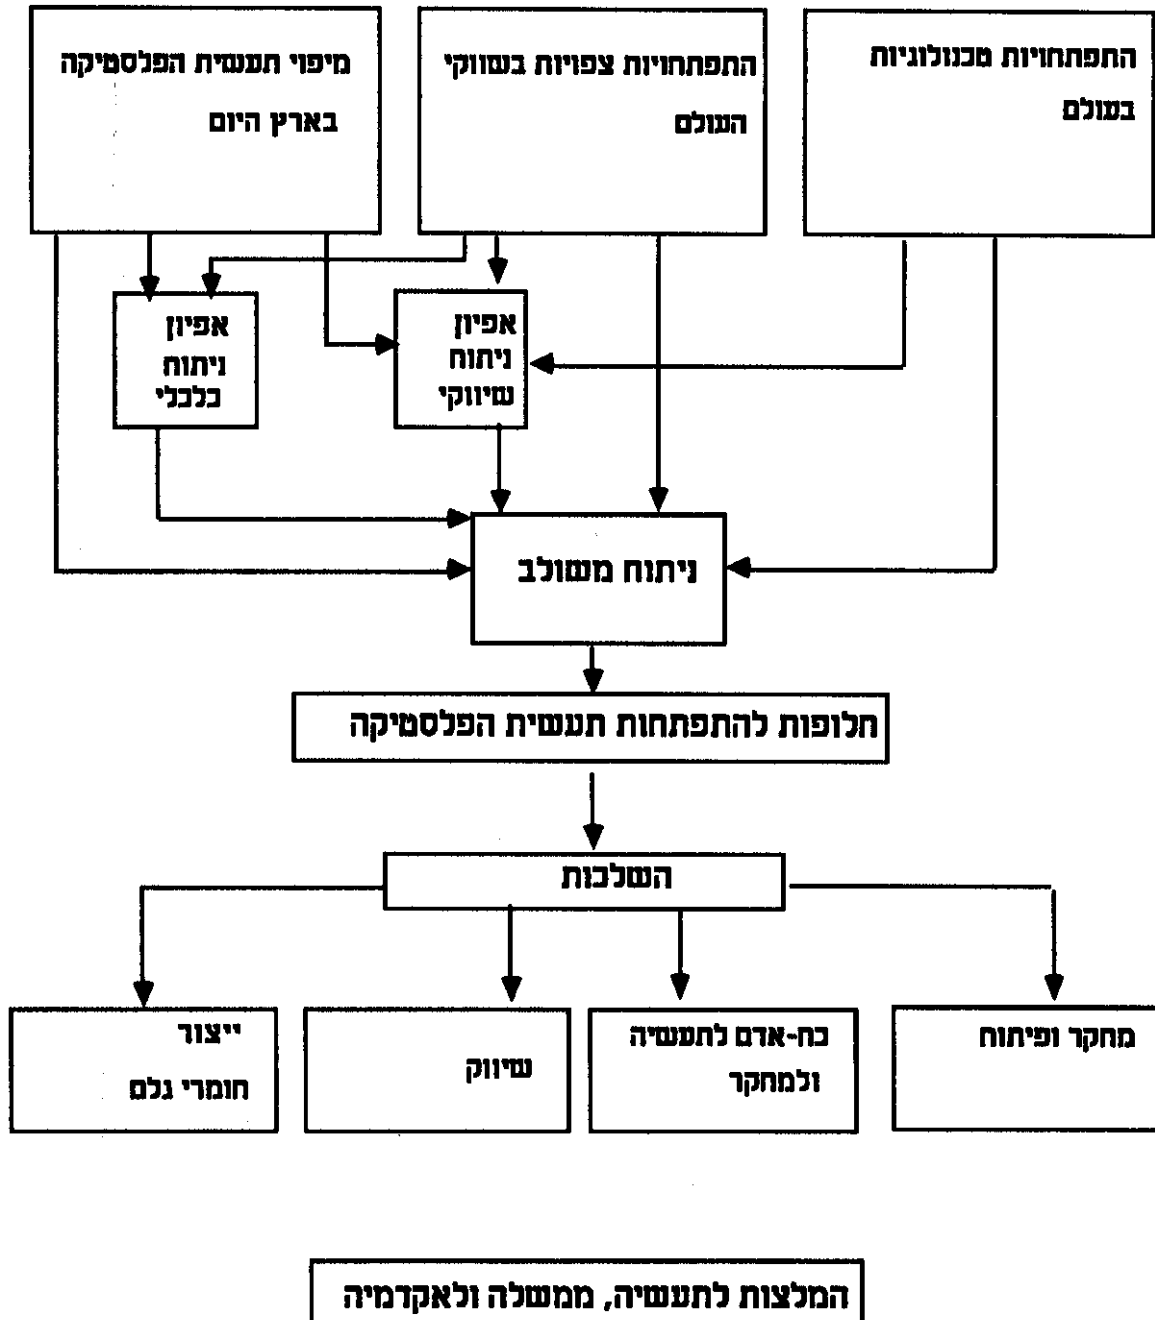 התפתחויות טכנולוגיות
בעולם
התפתחויות צפויות בשווקי
העולם
מיפוי תעשית הפלסטיקה
בארץ היום
אפיון
ניתוח
שיווקי
אפיון
ניתוח
כלכלי
ניתוח משולב
חלופות להתפתחות תעשית הפלסטיקה
השלכות
מחקר ופיתוח
כח-אדם לתעשיה
ולמחקר
שיווק
ייצור
חומרי גלם
המלצות לתעשיה, ממשלה ולאקדמיה